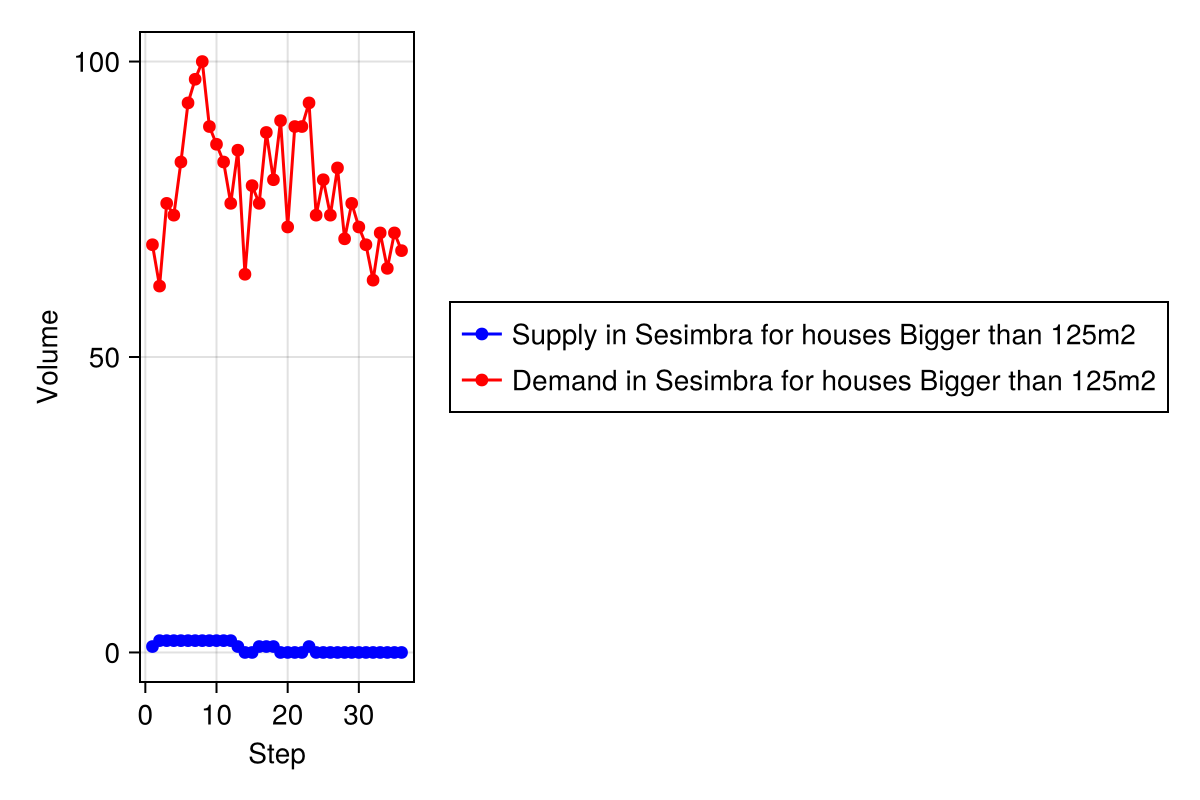 100
50
0
Volume
0 10 20 30
Step
Supply in Sesimbra for houses Bigger than 125m2
Demand in Sesimbra for houses Bigger than 125m2